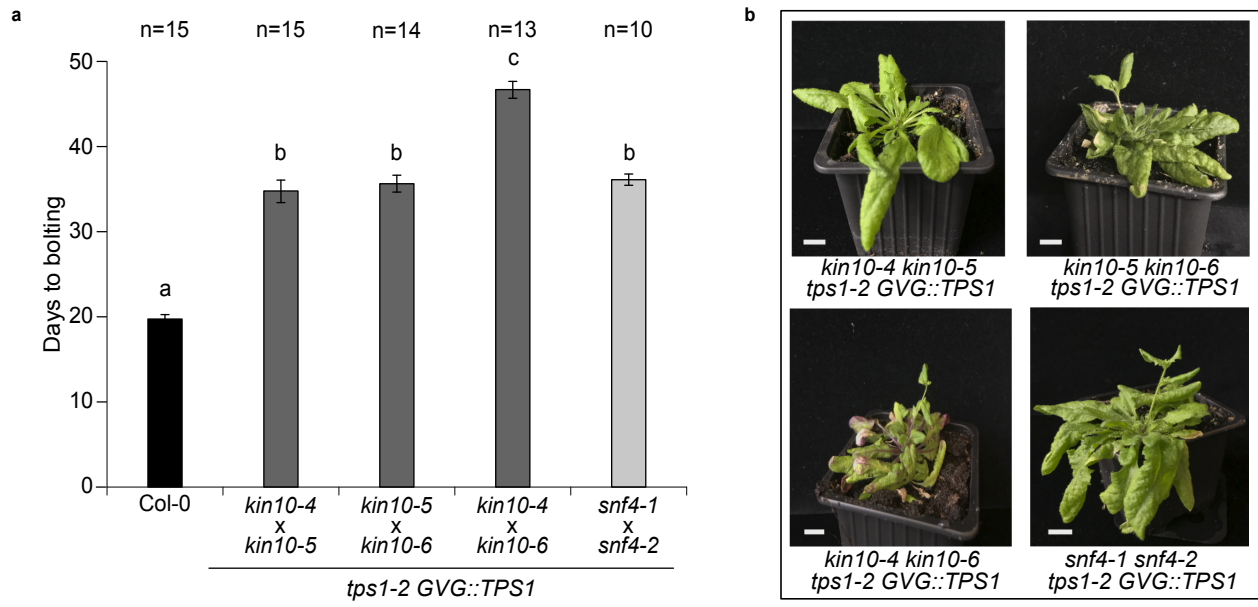 a
n=15 n=15 n=14 n=13 n=10
50
40
30
20
10
0
Days to bolting
a
b
b
c
b
Col-0
kin10-4
x
kin10-5
kin10-5
x
kin10-6
kin10-4
x
kin10-6
snf4-1
x
snf4-2
tps1-2 GVG::TPS1
b
kin10-4 kin10-5
tps1-2 GVG::TPS1
kin10-5 kin10-6
tps1-2 GVG::TPS1
kin10-4 kin10-6
tps1-2 GVG::TPS1
snf4-1 snf4-2
tps1-2 GVG::TPS1